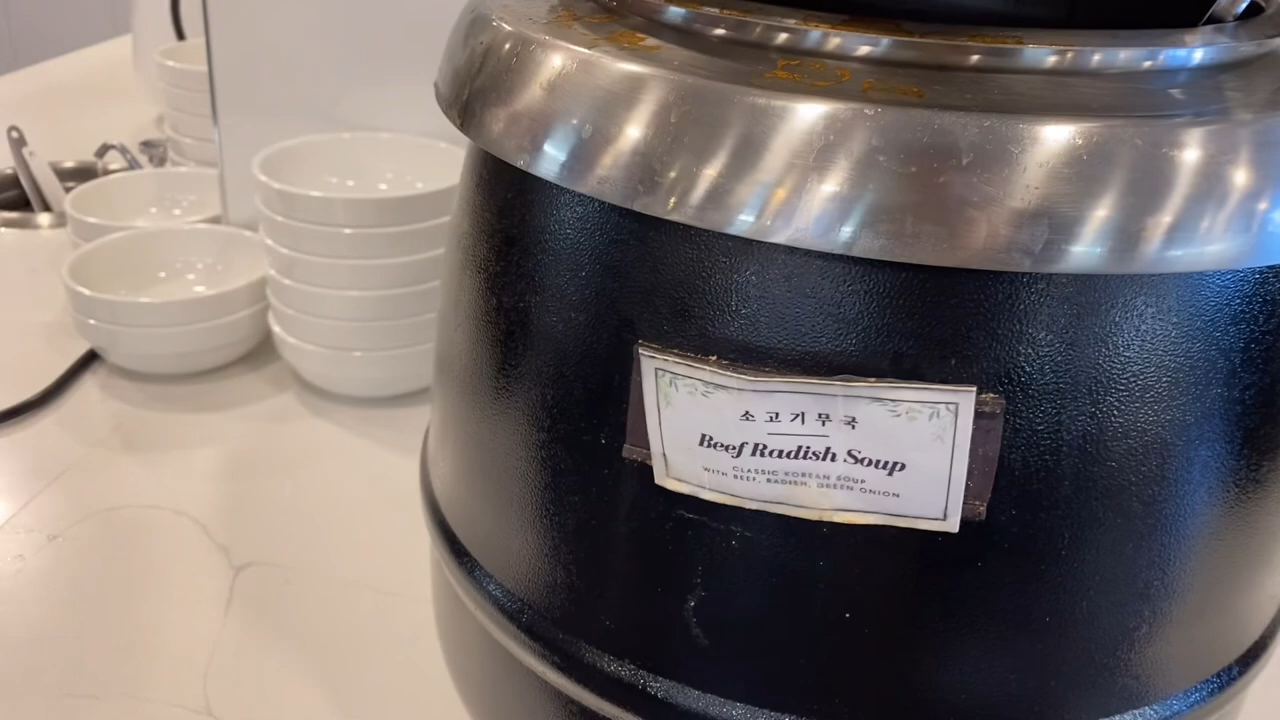 소고기무국
Beef Radish Soup
CLASSIC KOREAN SOUP
WITH BEEF, RADISH, GREEN ONION